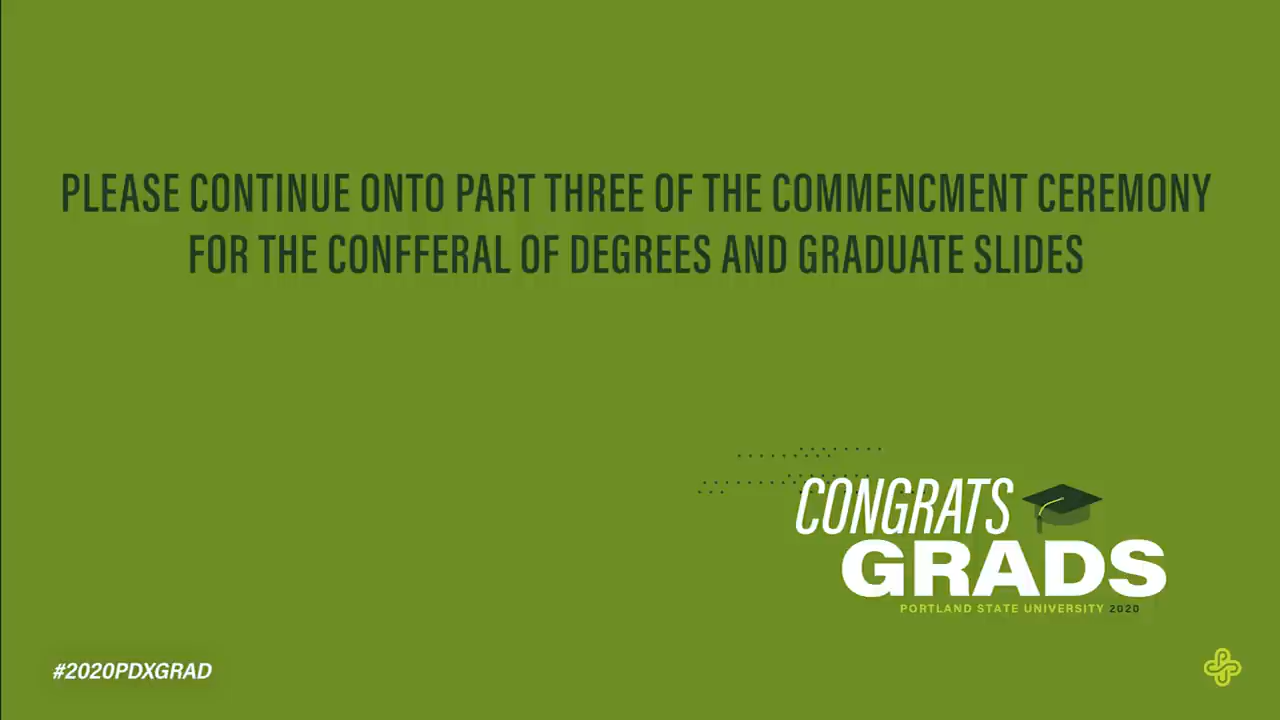 PLEASE CONTINUE ONTO PART THREE OF THE COMMENCMENT CEREMONY
FOR THE CONFFERAL OF DEGREES AND GRADUATE SLIDES
CONGRATS
GRADS
PORTLAND STATE UNIVERSITY 2020
#2020PDXGRAD